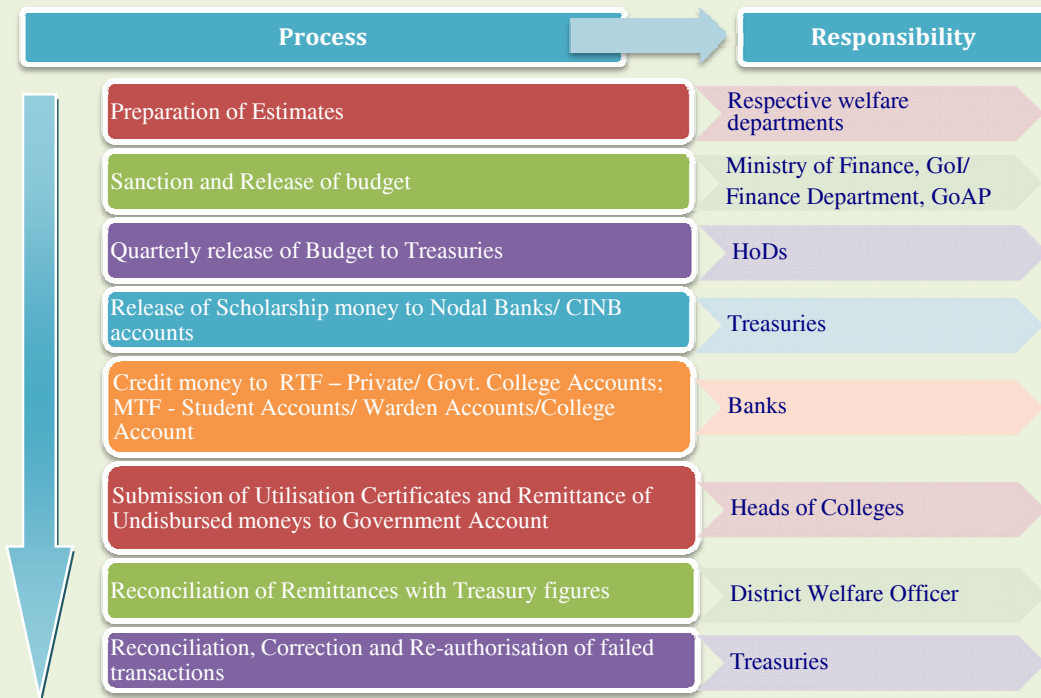 Process
Responsibility
Preparation of Estimates
Respective welfare
departments
Sanction and Release of budget
Ministry of Finance, GoI/
Finance Department, GoAP
Quarterly release of Budget to Treasuries
HoDs
Release of Scholarship money to Nodal Banks/ CINB
accounts
Treasuries
Credit money to RTF – Private/ Govt. College Accounts;
MTF - Student Accounts/ Warden Accounts/College
Account
Banks
Submission of Utilisation Certificates and Remittance of
Undisbursed moneys to Government Account
Heads of Colleges
Reconciliation of Remittances with Treasury figures
District Welfare Officer
Reconciliation, Correction and Re-authorisation of failed
transactions
Treasuries